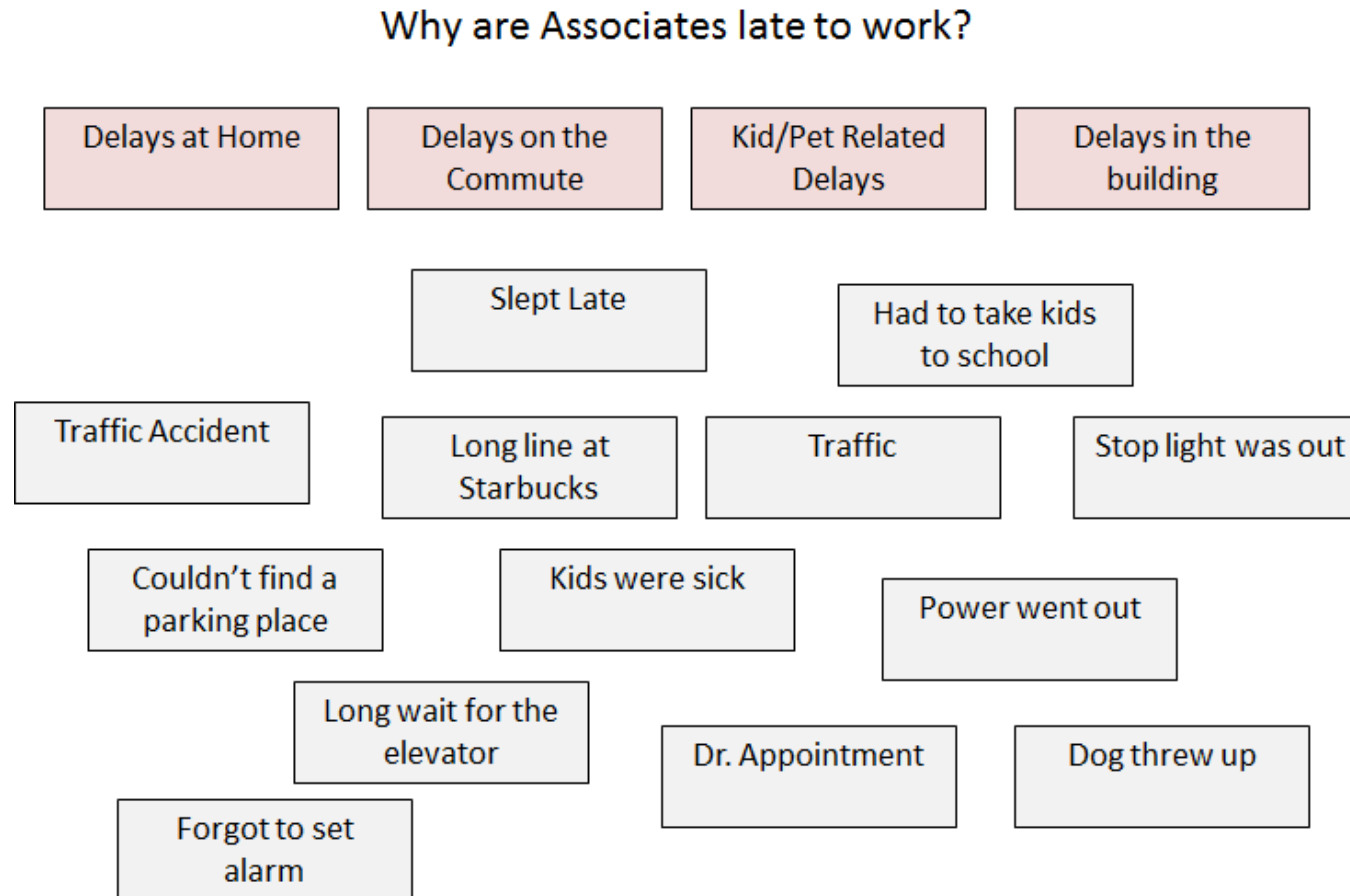 Why are Associates late to work?
Delays at Home
Delays on the
Commute
Kid/Pet Related
Delays
Delays in the
building
Slept Late
Had to take kids
to school
Traffic Accident
Long line at
Starbucks
Traffic
Stop light was out
Couldn’t find a
parking place
Kids were sick
Power went out
Long wait for the
elevator
Dr. Appointment
Dog threw up
Forgot to set
alarm